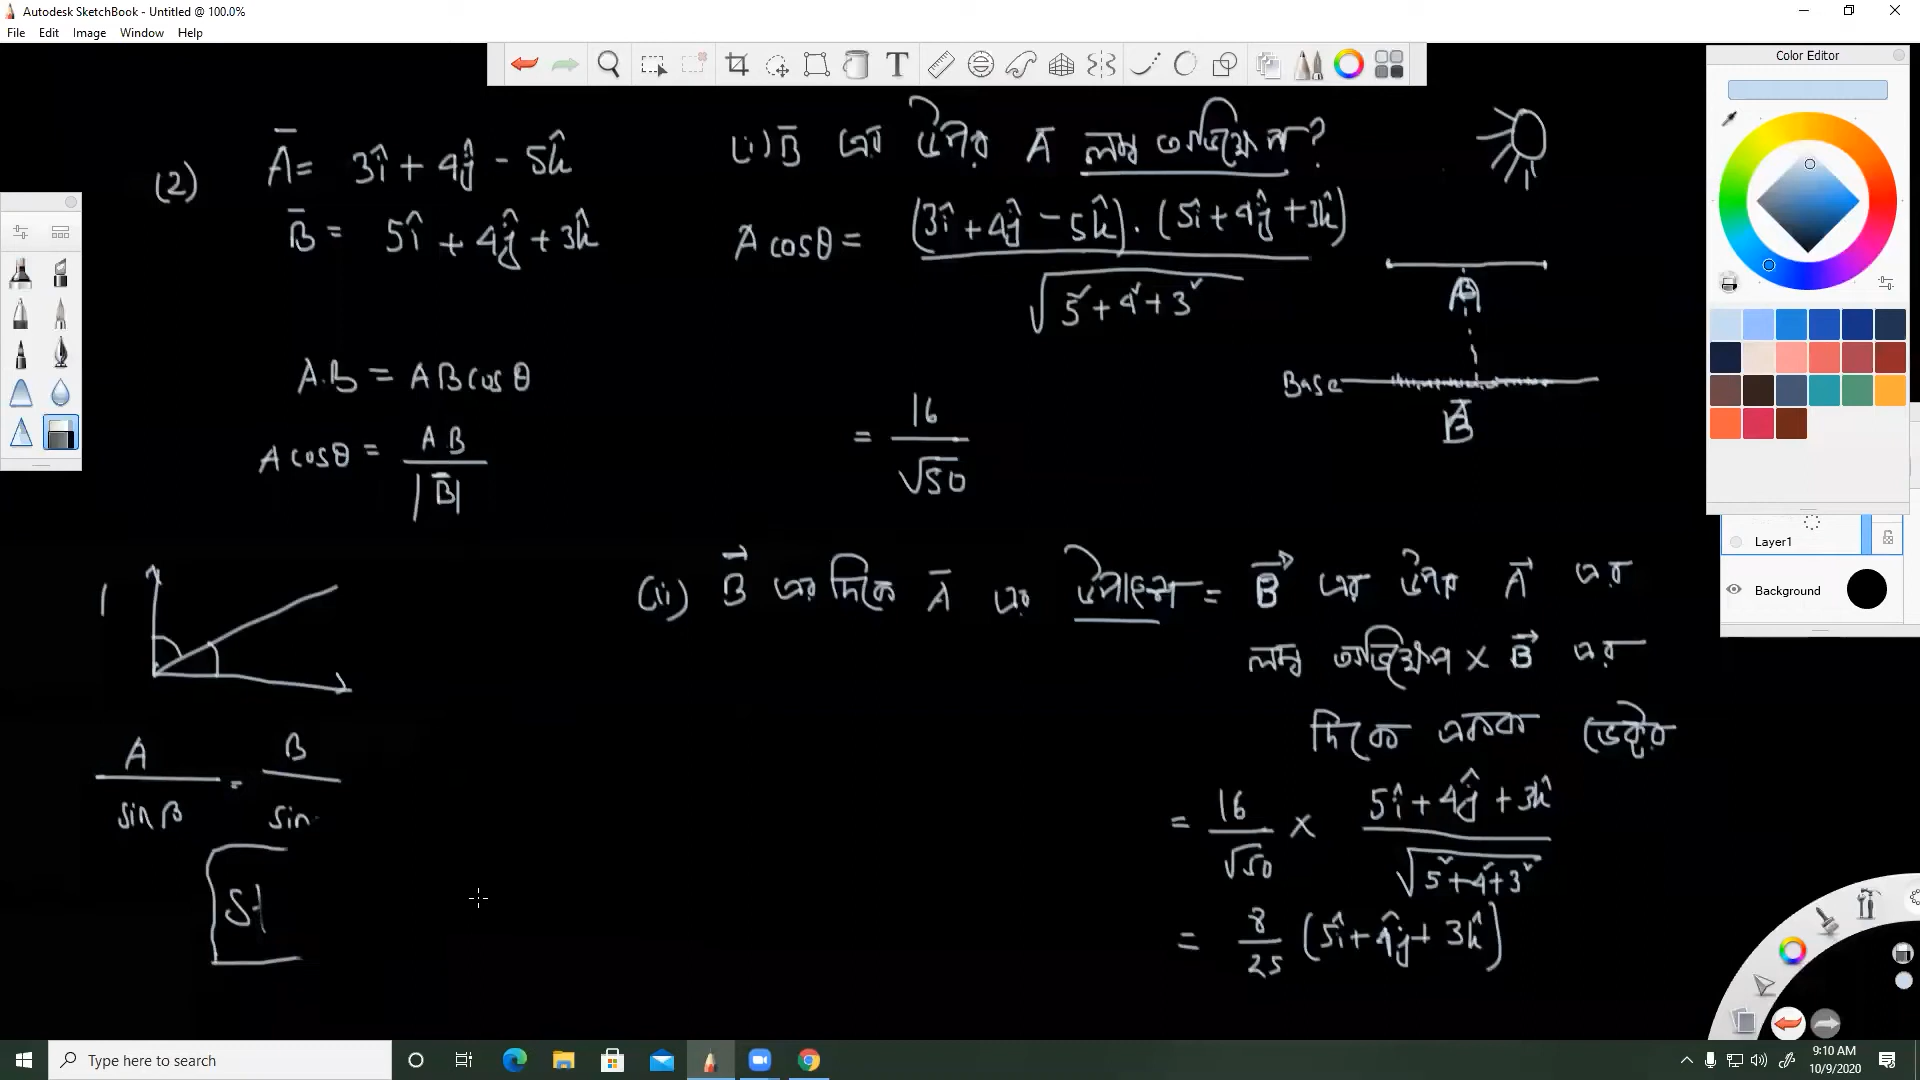 Autodesk SketchBook - Untitled @ 100.0%
File Edit Image Window Help
Color Editor
(2) A̅ = 3î + 4ĵ - 5k̂
B̅ = 5î + 4ĵ + 3k̂
A.B = AB cos θ
A cosθ = AB / |B̅|
A / sin β = B / sin
St
(i) B̅ এর উপর A̅ লম্ব অভিক্ষেপ?
A cosθ = (3î + 4ĵ - 5k̂) . (5î + 4ĵ + 3k̂) / √5² + 4² + 3²
= 16 / √50
A
Base
B̅
(ii) B⃗ এর দিকে A̅ এর উপাংশ = B⃗ এর উপর A⃗ এর
লম্ব অভিক্ষেপ × B⃗ এর
দিকে একক ভেক্টর
= 16 / √50 × 5î + 4ĵ + 3k̂ / √5² + 4² + 3²
= 8 / 25 (5î + 4ĵ + 3k̂)
Layer1
Background
Type here to search
9:10 AM
10/9/2020